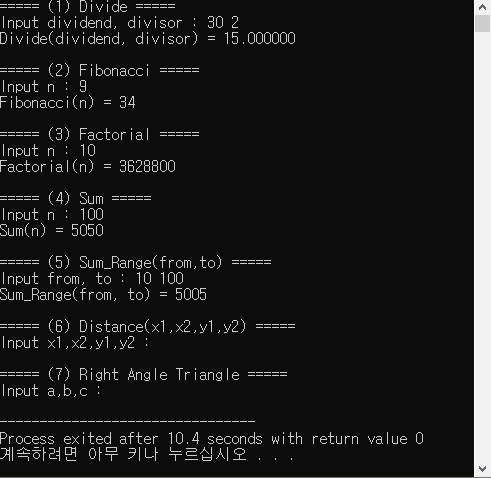 ===== (1) Divide =====
Input dividend, divisor : 30 2
Divide(dividend, divisor) = 15.000000
===== (2) Fibonacci =====
Input n : 9
Fibonacci(n) = 34
===== (3) Factorial =====
Input n : 10
Factorial(n) = 3628800
===== (4) Sum =====
Input n : 100
Sum(n) = 5050
===== (5) Sum_Range(from,to) =====
Input from, to : 10 100
Sum_Range(from, to) = 5005
===== (6) Distance(x1,x2,y1,y2) =====
Input x1,x2,y1,y2 :
===== (7) Right Angle Triangle =====
Input a,b,c :
--------------------------------
Process exited after 10.4 seconds with return value 0
계속하려면 아무 키나 누르십시오 . . .